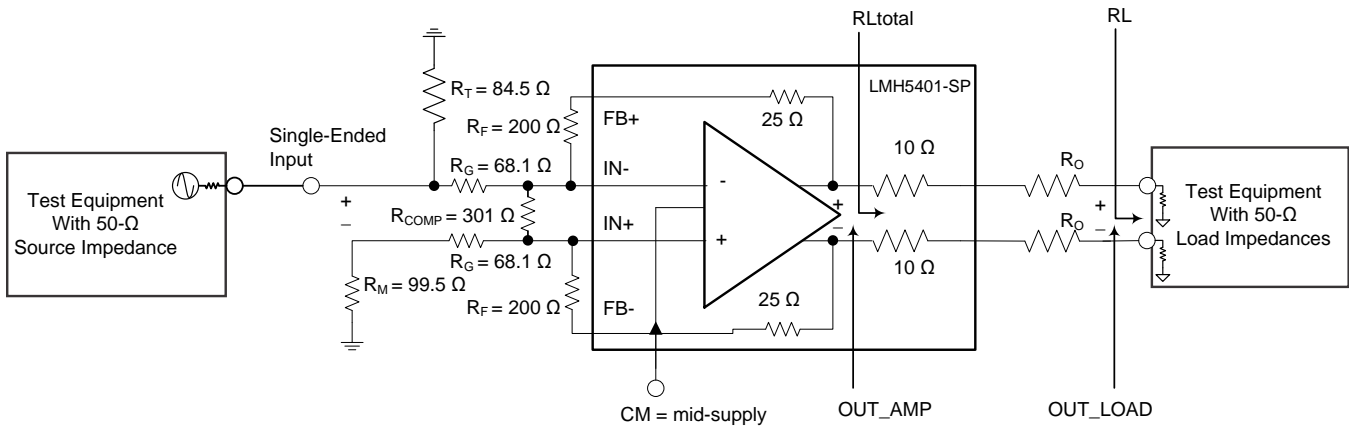 RLtotal
RL
LMH5401-SP
R_T = 84.5 Ω
FB+
25 Ω
R_F = 200 Ω
Single-Ended
Input
10 Ω
R_O
R_G = 68.1 Ω
IN-
-
Test Equipment
With 50-Ω
Source Impedance
+
–
R_COMP = 301 Ω
IN+
+
+
–
+
–
Test Equipment
With 50-Ω
Load Impedances
R_O
R_G = 68.1 Ω
10 Ω
R_M = 99.5 Ω
R_F = 200 Ω
FB-
25 Ω
CM = mid-supply
OUT_AMP
OUT_LOAD